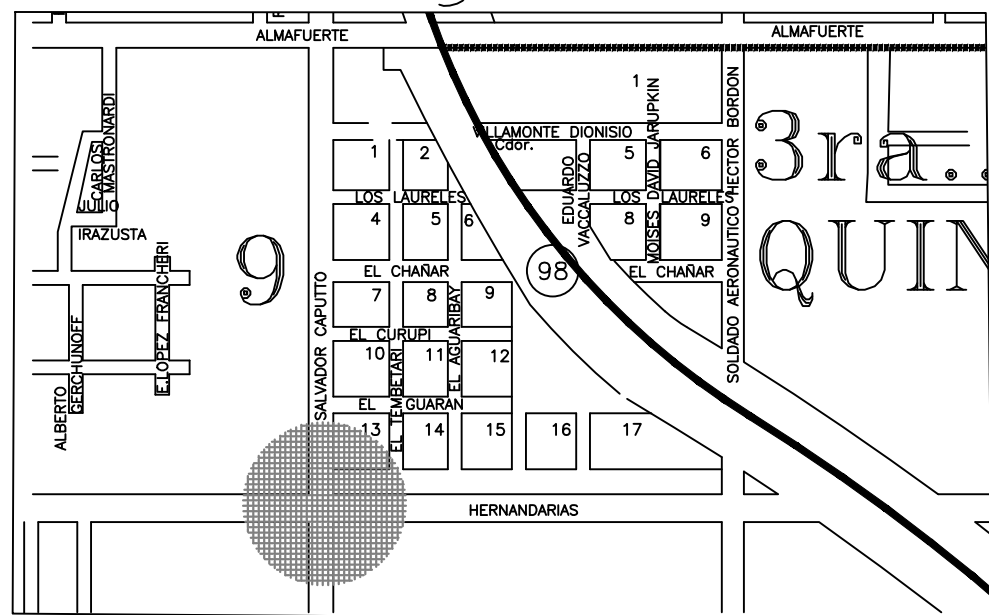 9
ALMAFUERTE
ALMAFUERTE
1
VILLAMONTE DIONISIO
Cdor.
CARLOS
MASTRONARDI
JULIO
IRAZUSTA
1
2
5
6
3ra
LOS LAURELES
LOS LAURELES
EDUARDO
VACCALUZZO
MOISES DAVID JARUPKIN
SOLDADO AERONAUTICO HECTOR BORDON
4
5
6
8
9
QUIN
9
98
EL CHAÑAR
EL CHAÑAR
E.LOPEZ FRANCHERI
SALVADOR CAPUTTO
7
8
9
EL AGUARIBAY
EL CURUPI
10
11
12
ALBERTO
GERCHUNOFF
EL TEMBETARI
EL GUARAN
13
14
15
16
17
HERNANDARIAS